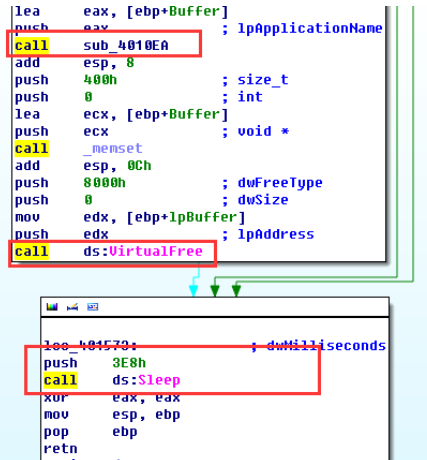 lea eax, [ebp+Buffer]
push eax ; lpApplicationName
call sub_4010EA
add esp, 8
push 400h ; size_t
push 0 ; int
lea ecx, [ebp+Buffer]
push ecx ; void *
call _memset
add esp, 0Ch
push 8000h ; dwFreeType
push 0 ; dwSize
mov edx, [ebp+lpBuffer]
push edx ; lpAddress
call ds:VirtualFree
loc_401573: ; dwMilliseconds
push 3E8h
call ds:Sleep
xor eax, eax
mov esp, ebp
pop ebp
retn